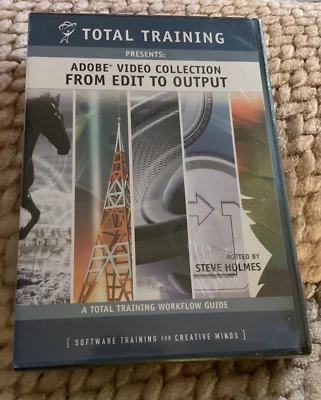 TOTAL TRAINING
PRESENTS:
ADOBE® VIDEO COLLECTION
FROM EDIT TO OUTPUT
HOSTED BY
STEVE HOLMES
A TOTAL TRAINING WORKFLOW GUIDE
[ SOFTWARE TRAINING FOR CREATIVE MINDS ]